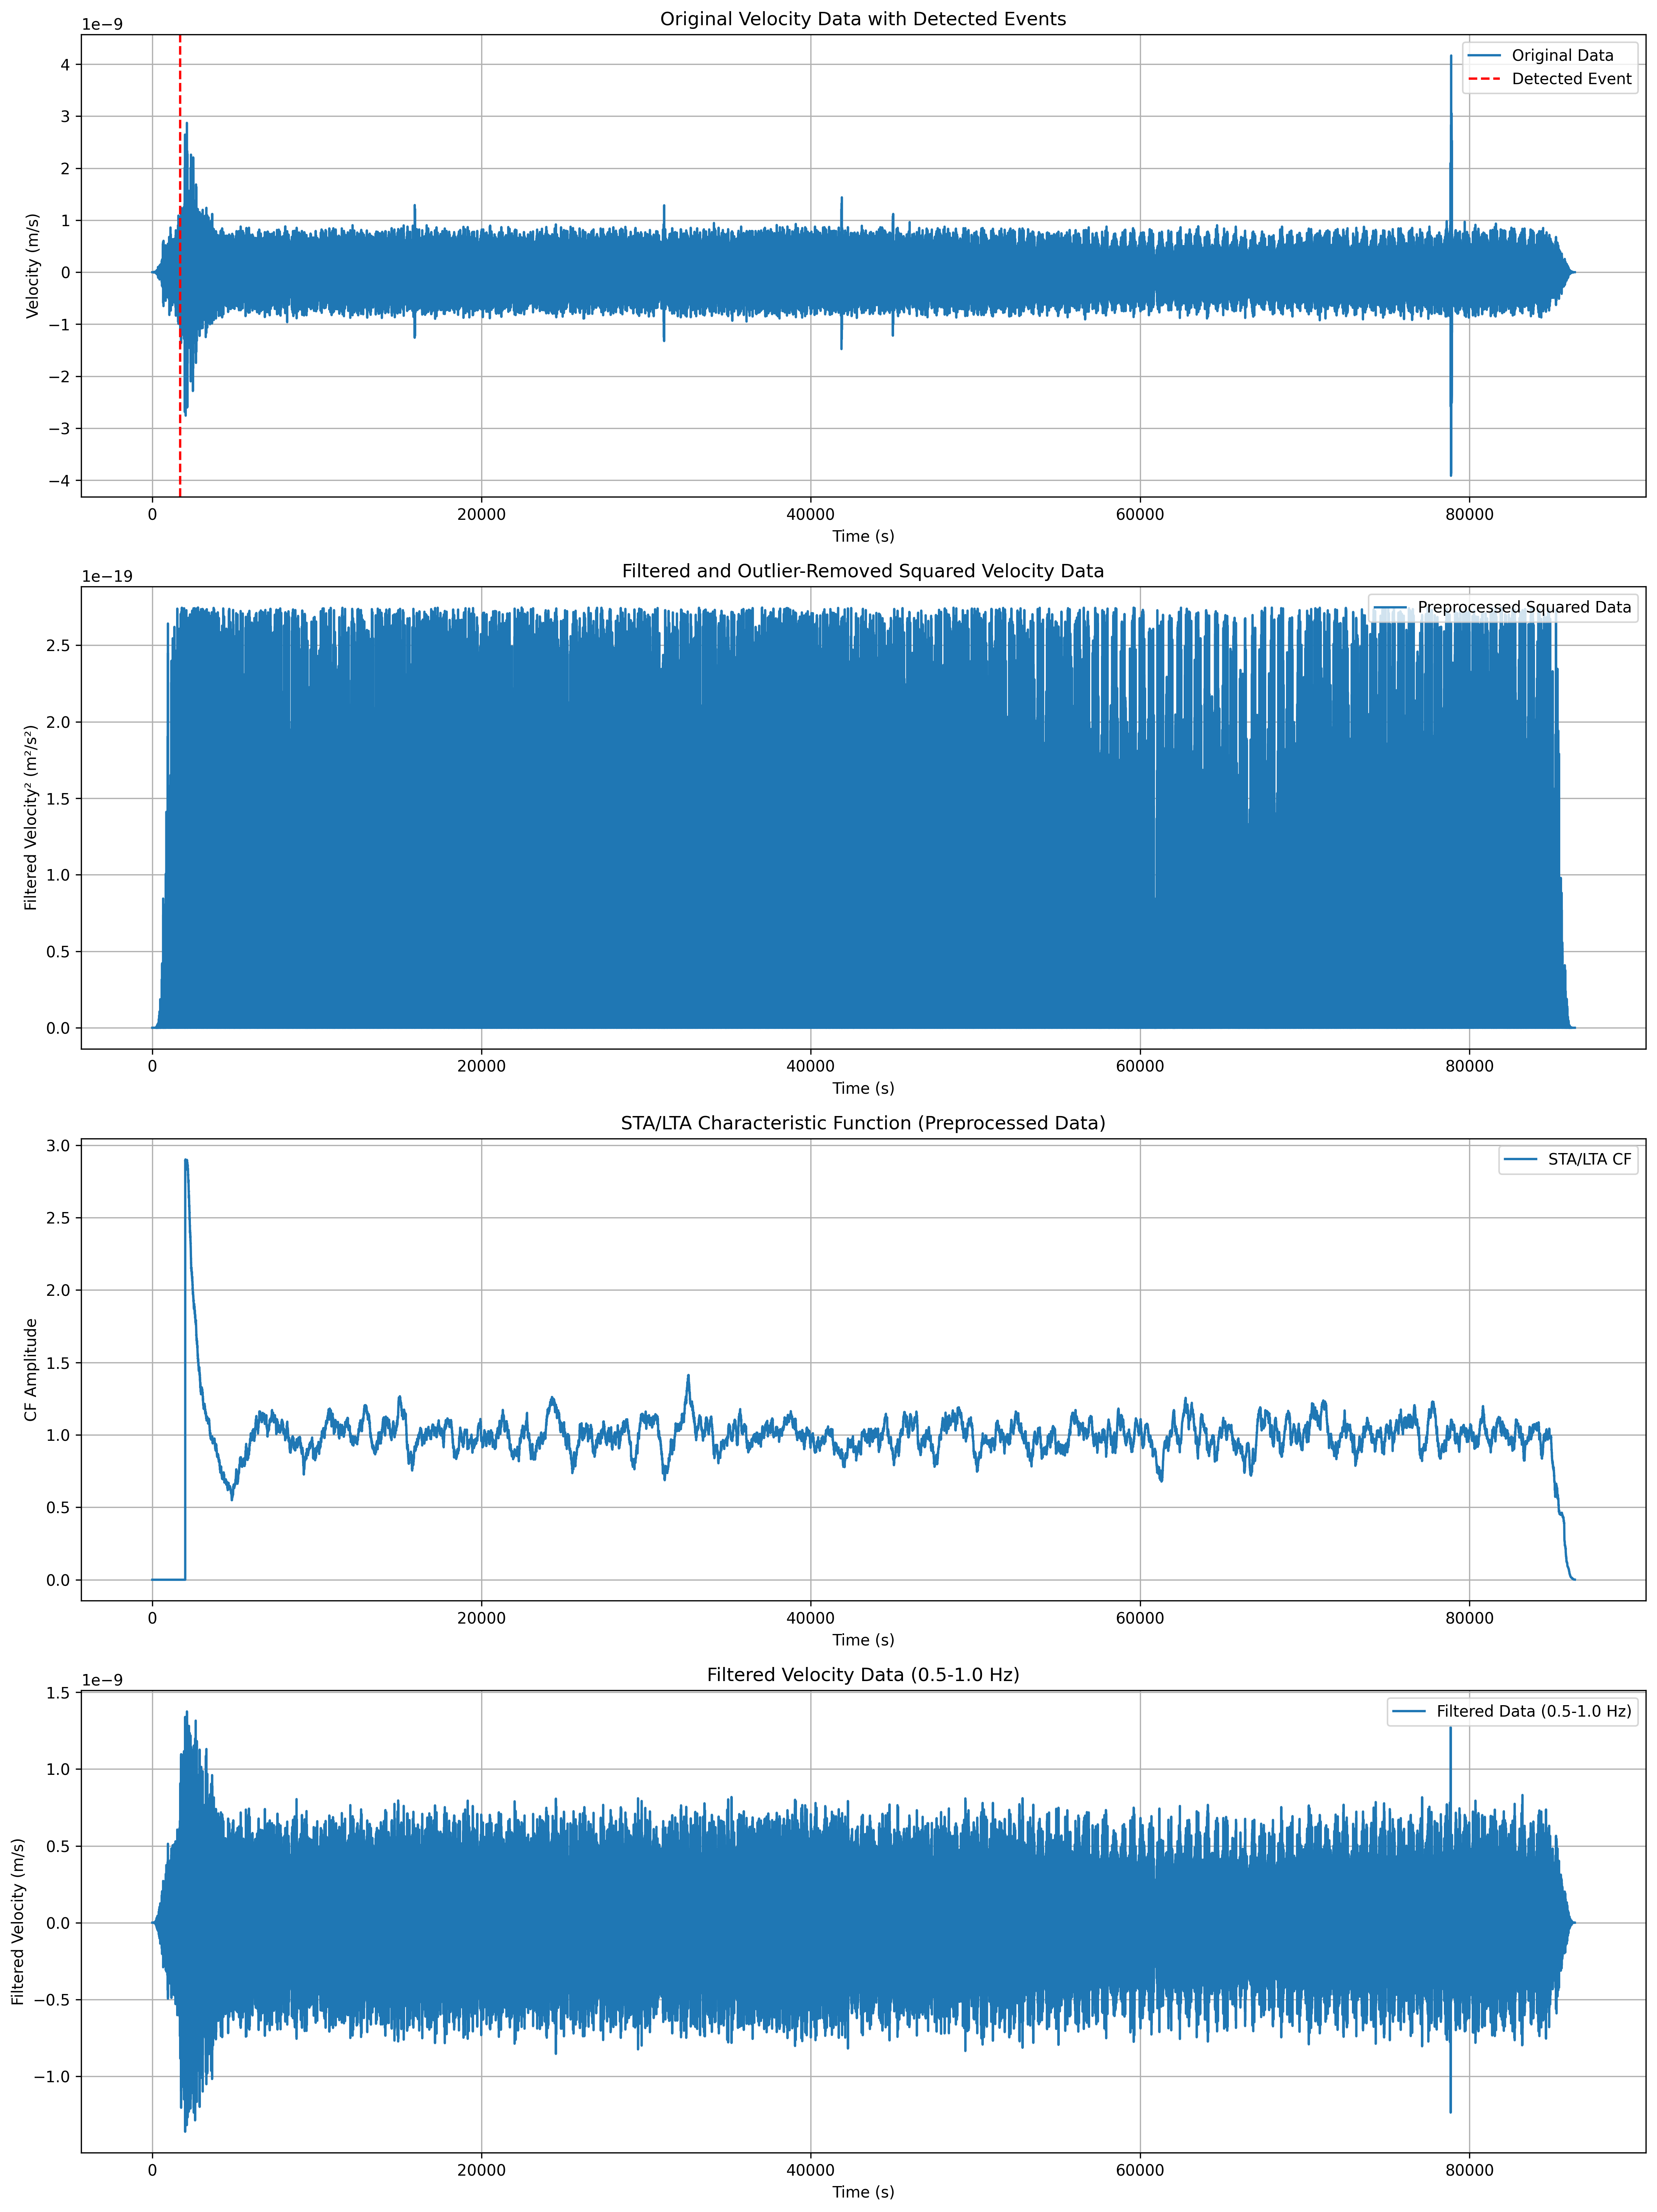 Original Velocity Data with Detected Events
1e−9
Original Data
Detected Event
4
3
2
1
0
−1
−2
−3
−4
Velocity (m/s)
0 20000 40000 60000 80000
Time (s)
Filtered and Outlier-Removed Squared Velocity Data
1e−19
Preprocessed Squared Data
2.5
2.0
1.5
1.0
0.5
0.0
Filtered Velocity² (m²/s²)
0 20000 40000 60000 80000
Time (s)
STA/LTA Characteristic Function (Preprocessed Data)
STA/LTA CF
3.0
2.5
2.0
1.5
1.0
0.5
0.0
CF Amplitude
0 20000 40000 60000 80000
Time (s)
Filtered Velocity Data (0.5-1.0 Hz)
1e−9
Filtered Data (0.5-1.0 Hz)
1.5
1.0
0.5
0.0
−0.5
−1.0
Filtered Velocity (m/s)
0 20000 40000 60000 80000
Time (s)